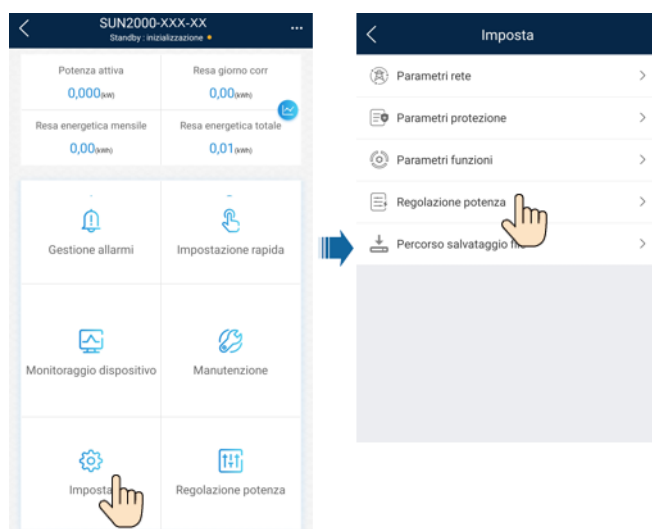 SUN2000-XXX-XX
Standby : inizializzazione
Potenza attiva
Resa giorno corr
0,000(kW)
0,00(kWh)
Resa energetica mensile
Resa energetica totale
0,00(kWh)
0,01(kWh)
Gestione allarmi
Impostazione rapida
Monitoraggio dispositivo
Manutenzione
Imposta
Regolazione potenza
Imposta
Parametri rete
Parametri protezione
Parametri funzioni
Regolazione potenza
Percorso salvataggio